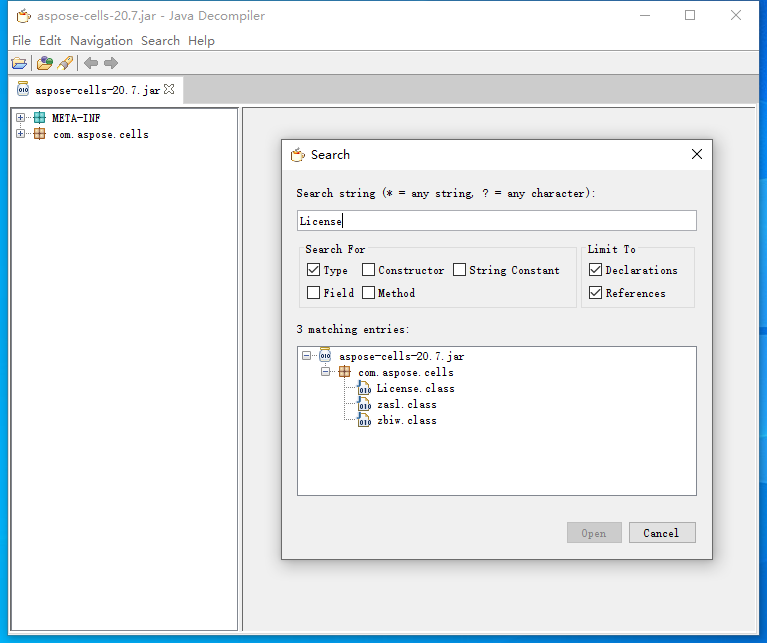 aspose-cells-20.7.jar - Java Decompiler
File Edit Navigation Search Help
aspose-cells-20.7.jar
META-INF
com.aspose.cells
Search
Search string (* = any string, ? = any character):
License
Search For
Limit To
Type Constructor String Constant
Declarations
Field Method
References
3 matching entries:
aspose-cells-20.7.jar
com.aspose.cells
License.class
zasl.class
zbiw.class
Open Cancel